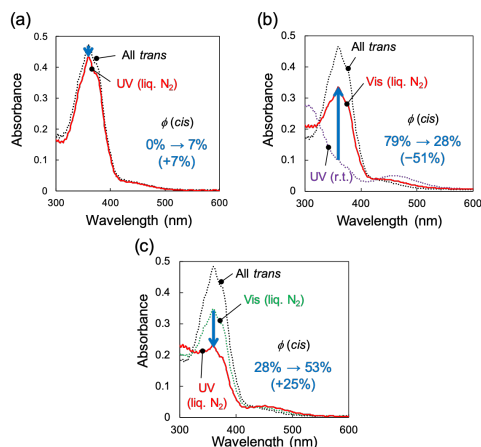 (a)
Absorbance
0.5
0.4
0.3
0.2
0.1
0
300 400 500 600
Wavelength (nm)
All trans
UV (liq. N2)
ϕ (cis)
0% → 7%
(+7%)
(b)
Absorbance
0.5
0.4
0.3
0.2
0.1
0
300 400 500 600
Wavelength (nm)
All trans
Vis (liq. N2)
ϕ (cis)
79% → 28%
(−51%)
UV (r.t.)
(c)
Absorbance
0.5
0.4
0.3
0.2
0.1
0
300 400 500 600
Wavelength (nm)
All trans
Vis (liq. N2)
ϕ (cis)
28% → 53%
(+25%)
UV
(liq. N2)